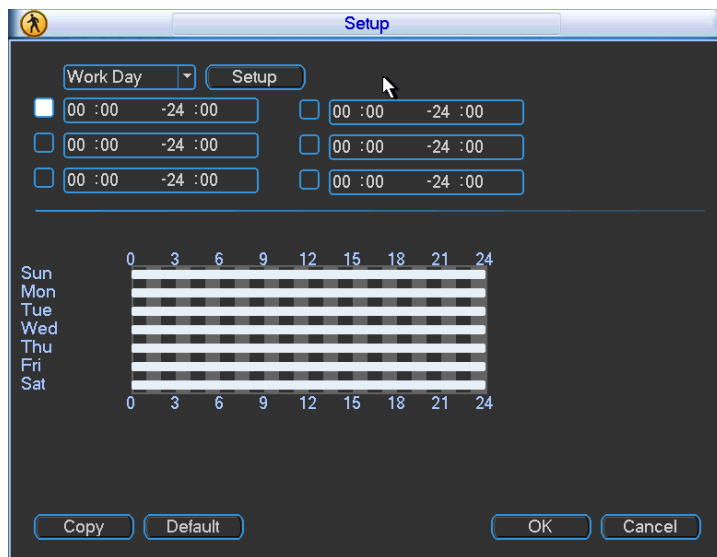 Setup
Work Day Setup
00 :00 -24 :00 00 :00 -24 :00
00 :00 -24 :00 00 :00 -24 :00
00 :00 -24 :00 00 :00 -24 :00
0 3 6 9 12 15 18 21 24
Sun
Mon
Tue
Wed
Thu
Fri
Sat
0 3 6 9 12 15 18 21 24
Copy Default OK Cancel